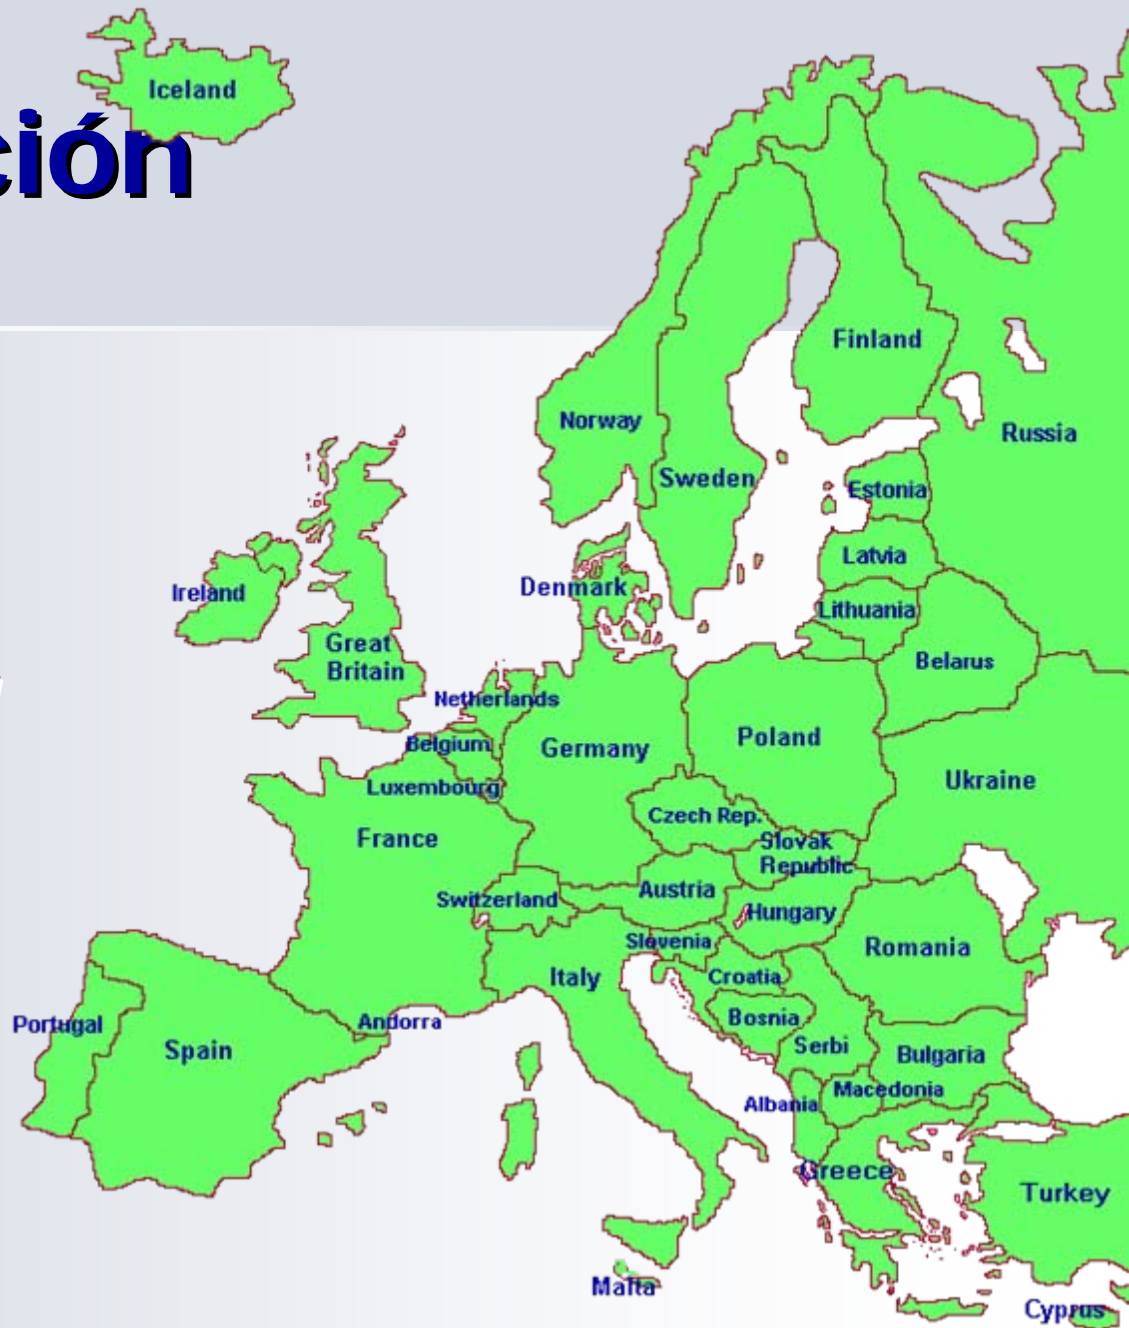 Iceland
ción
Finland
Norway
Russia
Sweden
Estonia
Latvia
Denmark
Ireland
Lithuania
Great
Britain
Belarus
Netherlands
Poland
Belgium
Germany
Ukraine
Luxembourg
Czech Rep.
France
Slovak
Republic
Switzerland
Austria
Hungary
Slovenia
Romania
Italy
Croatia
Portugal
Andorra
Bosnia
Spain
Serbi
Bulgaria
Macedonia
Albania
Greece
Turkey
Malta
Cyprus